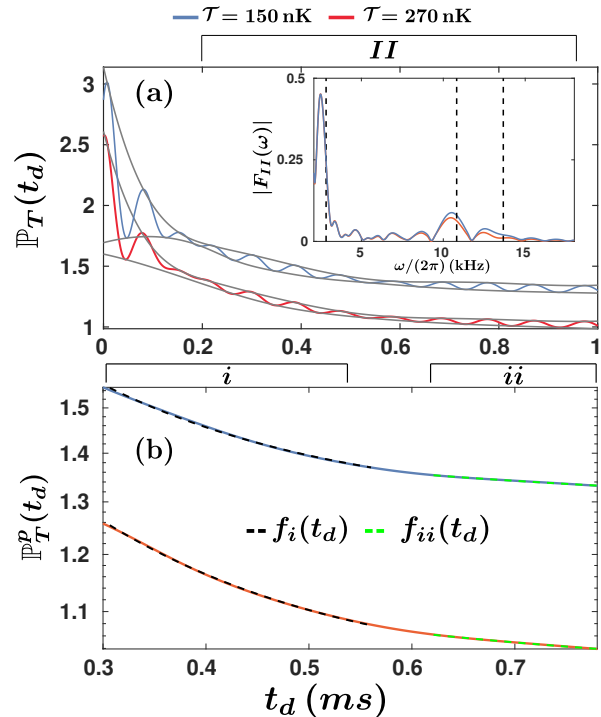 𝒯 = 150 nK 𝒯 = 270 nK
II
(a)
ℙ_T(t_d)
3
2.5
2
1.5
1
0 0.2 0.4 0.6 0.8 1
|F_II(ω)|
0.5
0.25
0
5 10 15
ω/(2π) (kHz)
i ii
(b)
ℙ^p_T(t_d)
1.5
1.4
1.3
1.2
1.1
f_i(t_d) f_ii(t_d)
0.3 0.4 0.5 0.6 0.7
t_d (ms)